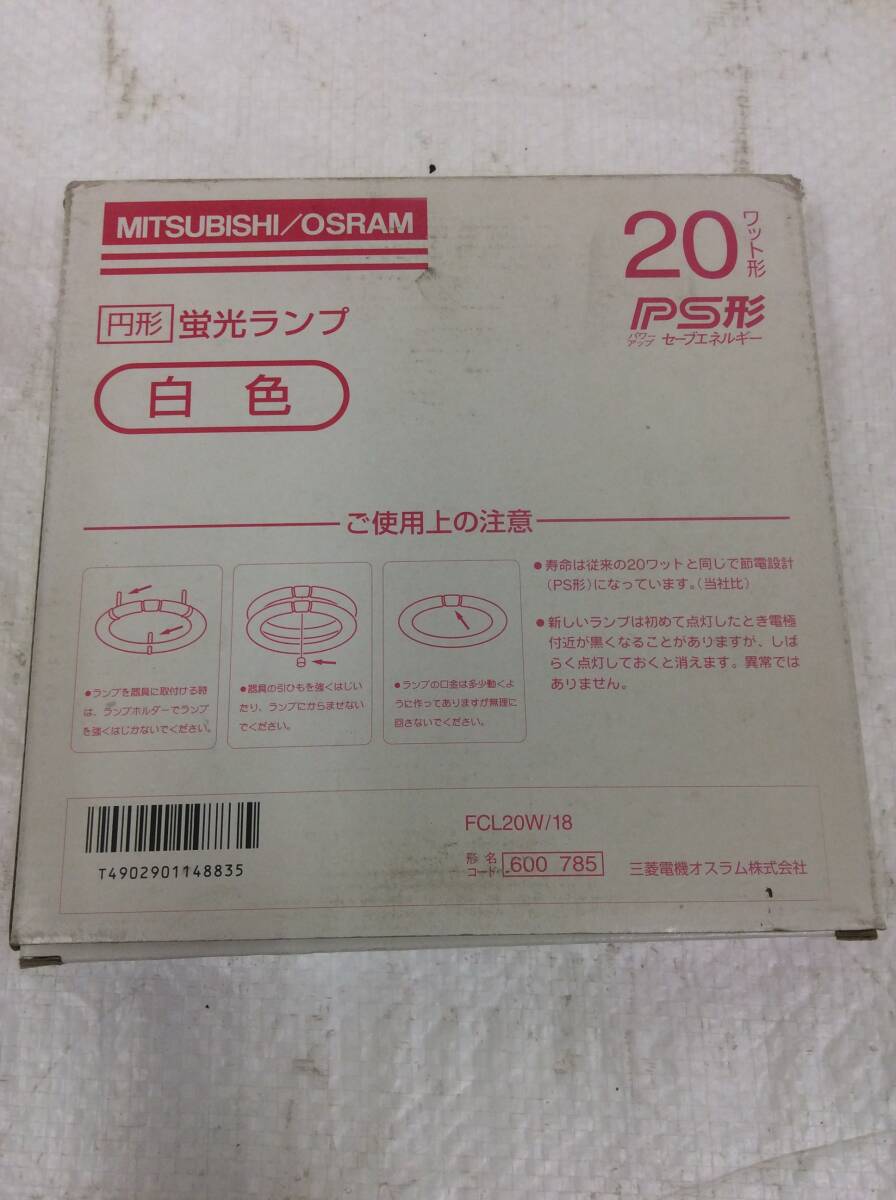 MITSUBISHI/OSRAM
20ワット形
PS形
パワーアップ セーブエネルギー
円形 蛍光ランプ
白色
ご使用上の注意
●ランプを器具に取付ける時
は、ランプホルダーでランプ
を強くはじかないでください。
●器具の引ひもを強くはじい
たり、ランプにからませない
でください。
●ランプの口金は多少動くよ
うに作ってありますが無理に
回さないでください。
●寿命は従来の20ワットと同じで節電設計
(PS形)になっています。(当社比)
●新しいランプは初めて点灯したとき電極
付近が黒くなることがありますが、しば
らく点灯しておくと消えます。異常では
ありません。
T4902901148835
FCL20W/18
形名コード 600 785
三菱電機オスラム株式会社